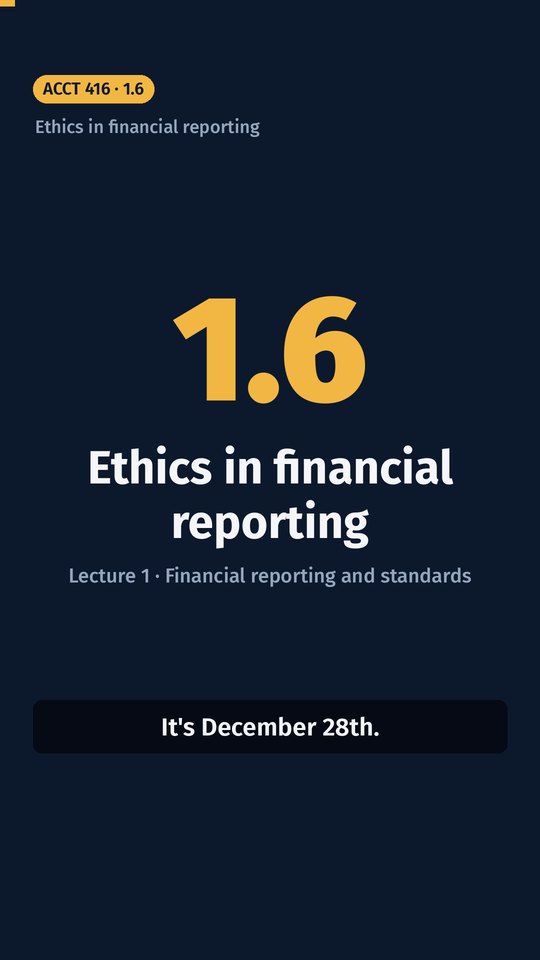 ACCT 416 · 1.6
Ethics in financial reporting
1.6
Ethics in financial
reporting
Lecture 1 · Financial reporting and standards
It's December 28th.